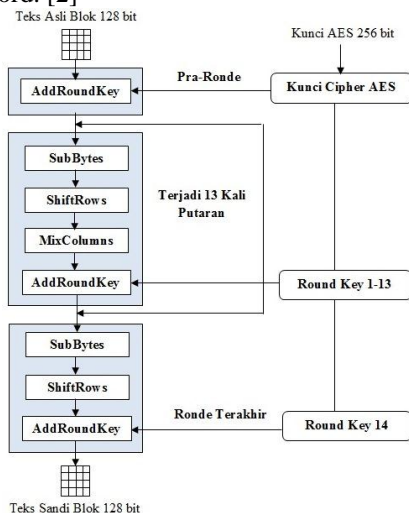 ord. [2]
Teks Asli Blok 128 bit
Kunci AES 256 bit
Pra-Ronde
AddRoundKey
Kunci Cipher AES
SubBytes
ShiftRows
Terjadi 13 Kali
Putaran
MixColumns
AddRoundKey
Round Key 1-13
SubBytes
ShiftRows
Ronde Terakhir
AddRoundKey
Round Key 14
Teks Sandi Blok 128 bit